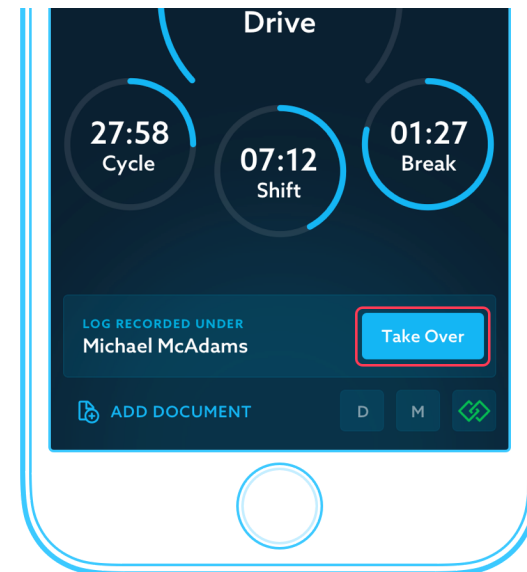 Drive
27:58
Cycle
07:12
Shift
01:27
Break
LOG RECORDED UNDER
Michael McAdams
Take Over
ADD DOCUMENT
D
M